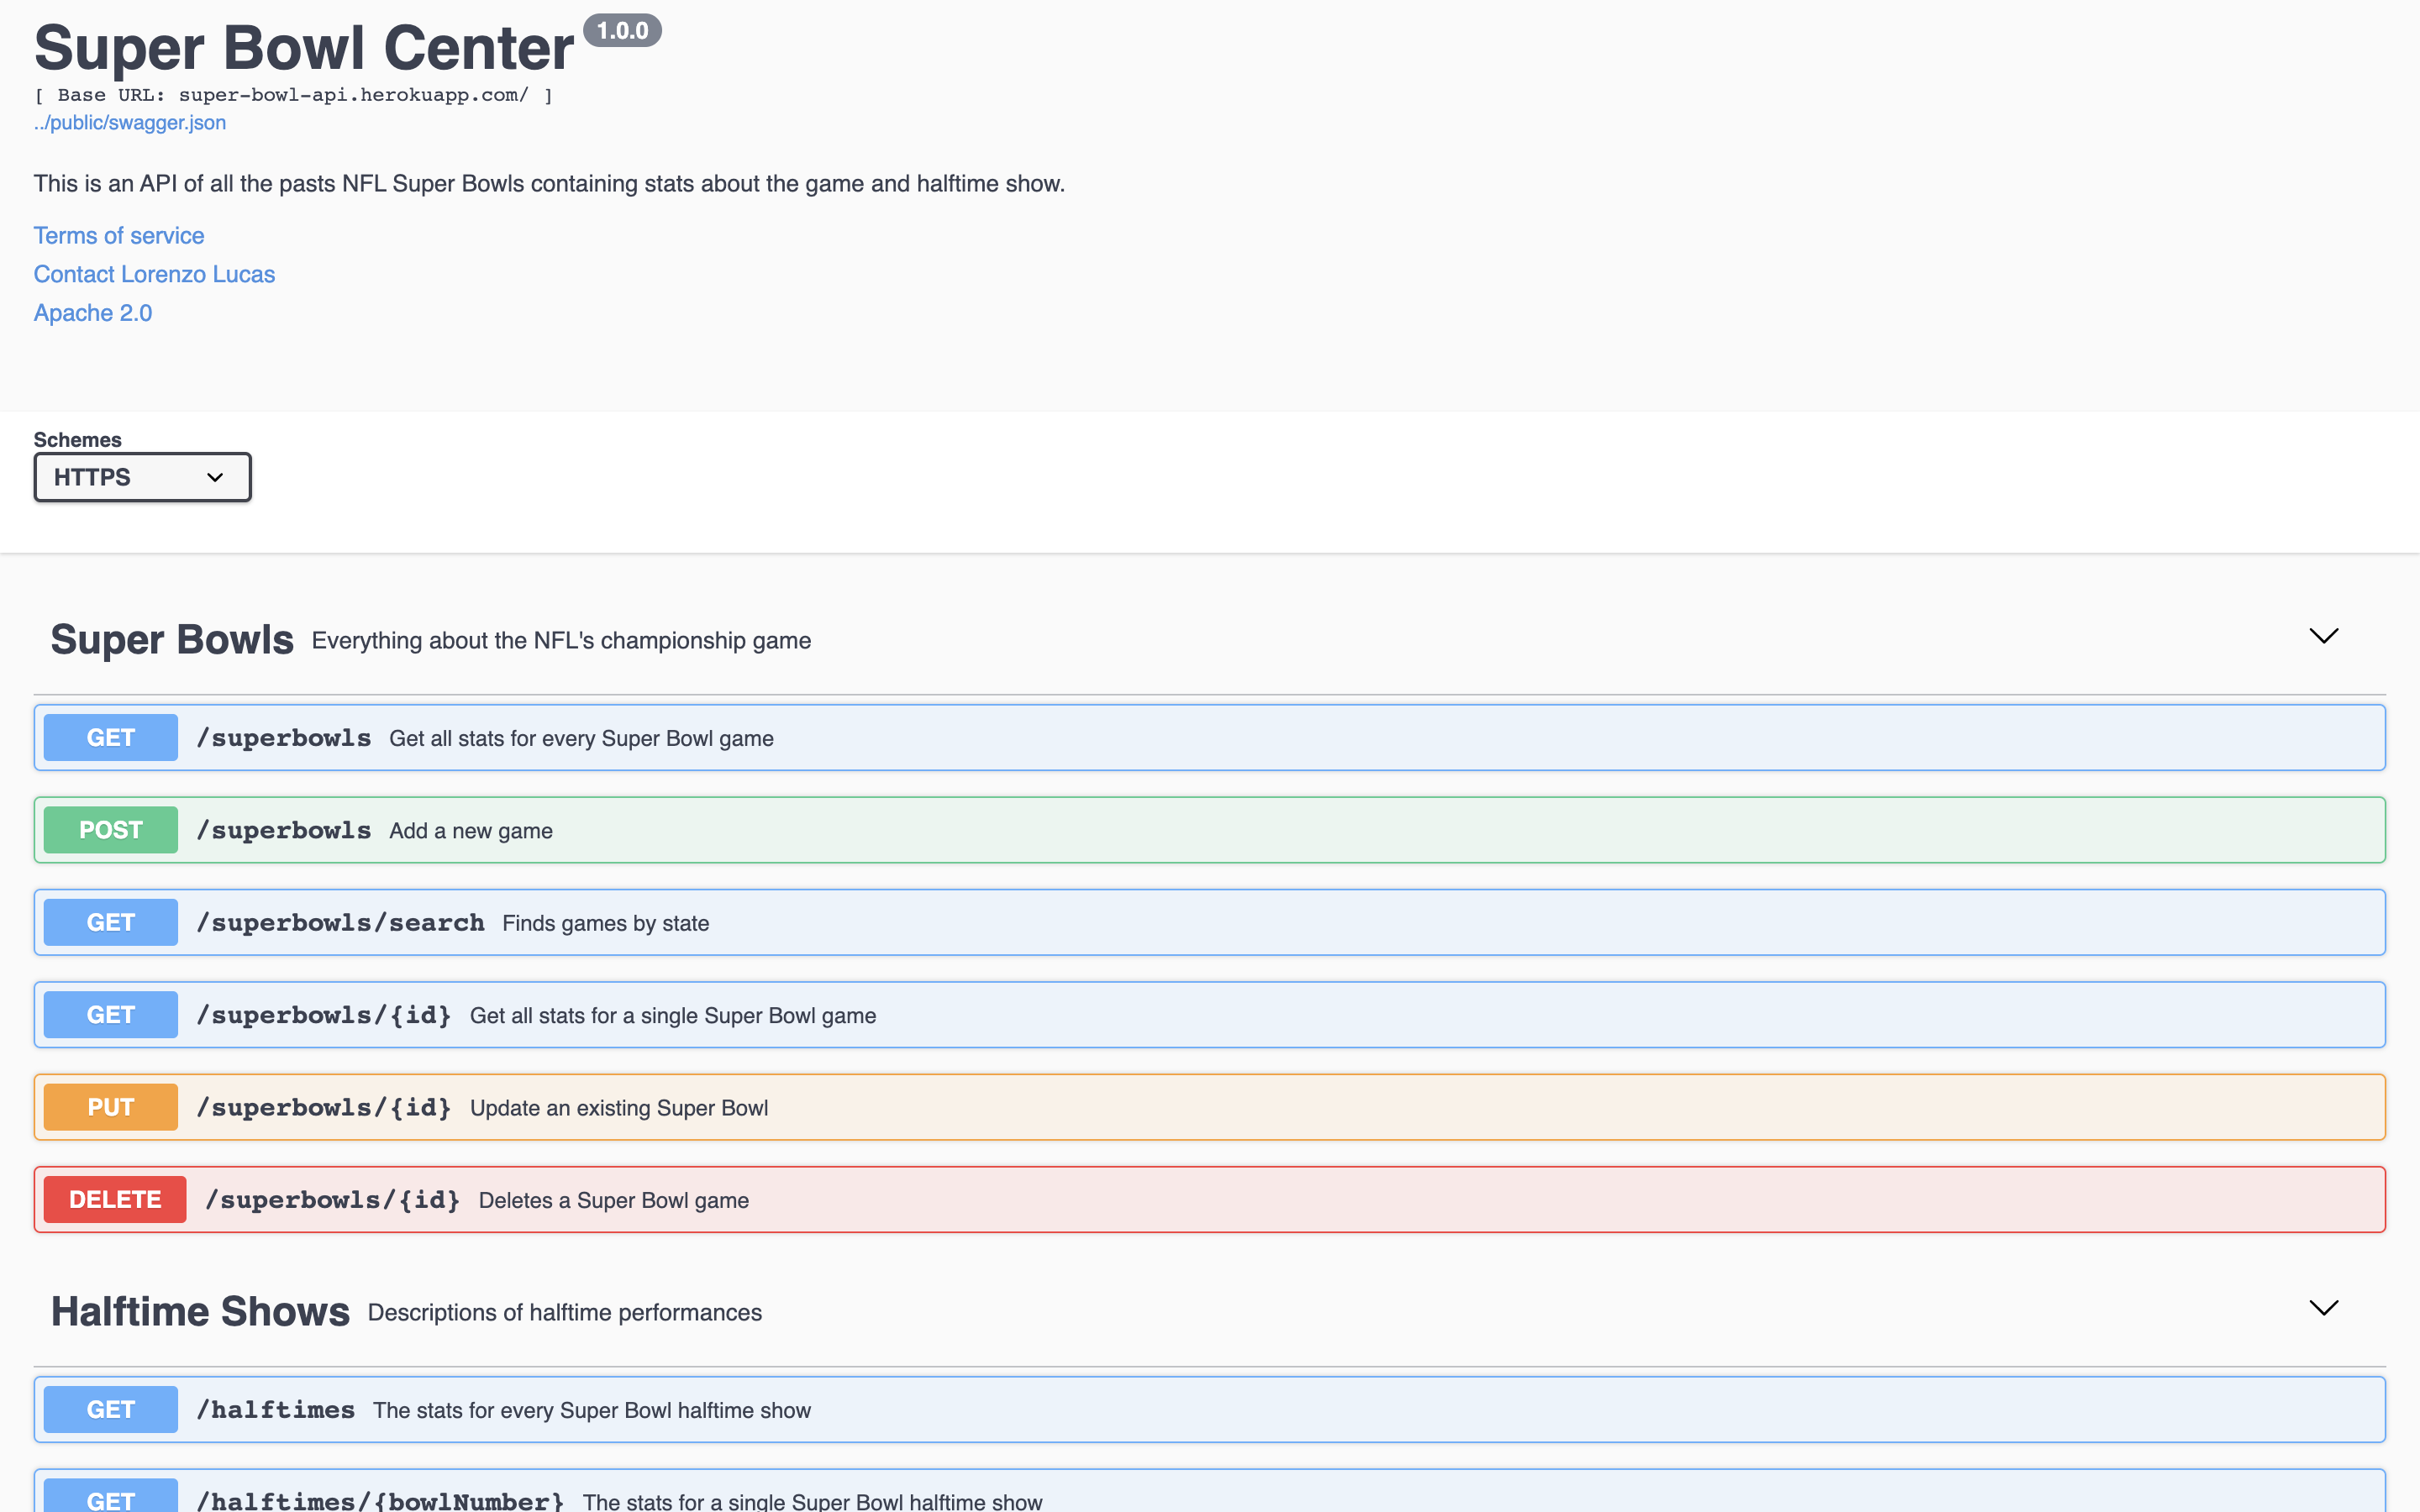 Super Bowl Center 1.0.0
[ Base URL: super-bowl-api.herokuapp.com/ ]
../public/swagger.json
This is an API of all the pasts NFL Super Bowls containing stats about the game and halftime show.
Terms of service
Contact Lorenzo Lucas
Apache 2.0
Schemes
HTTPS
Super Bowls Everything about the NFL's championship game
GET /superbowls Get all stats for every Super Bowl game
POST /superbowls Add a new game
GET /superbowls/search Finds games by state
GET /superbowls/{id} Get all stats for a single Super Bowl game
PUT /superbowls/{id} Update an existing Super Bowl
DELETE /superbowls/{id} Deletes a Super Bowl game
Halftime Shows Descriptions of halftime performances
GET /halftimes The stats for every Super Bowl halftime show
GET /halftimes/{bowlNumber} The stats for a single Super Bowl halftime show